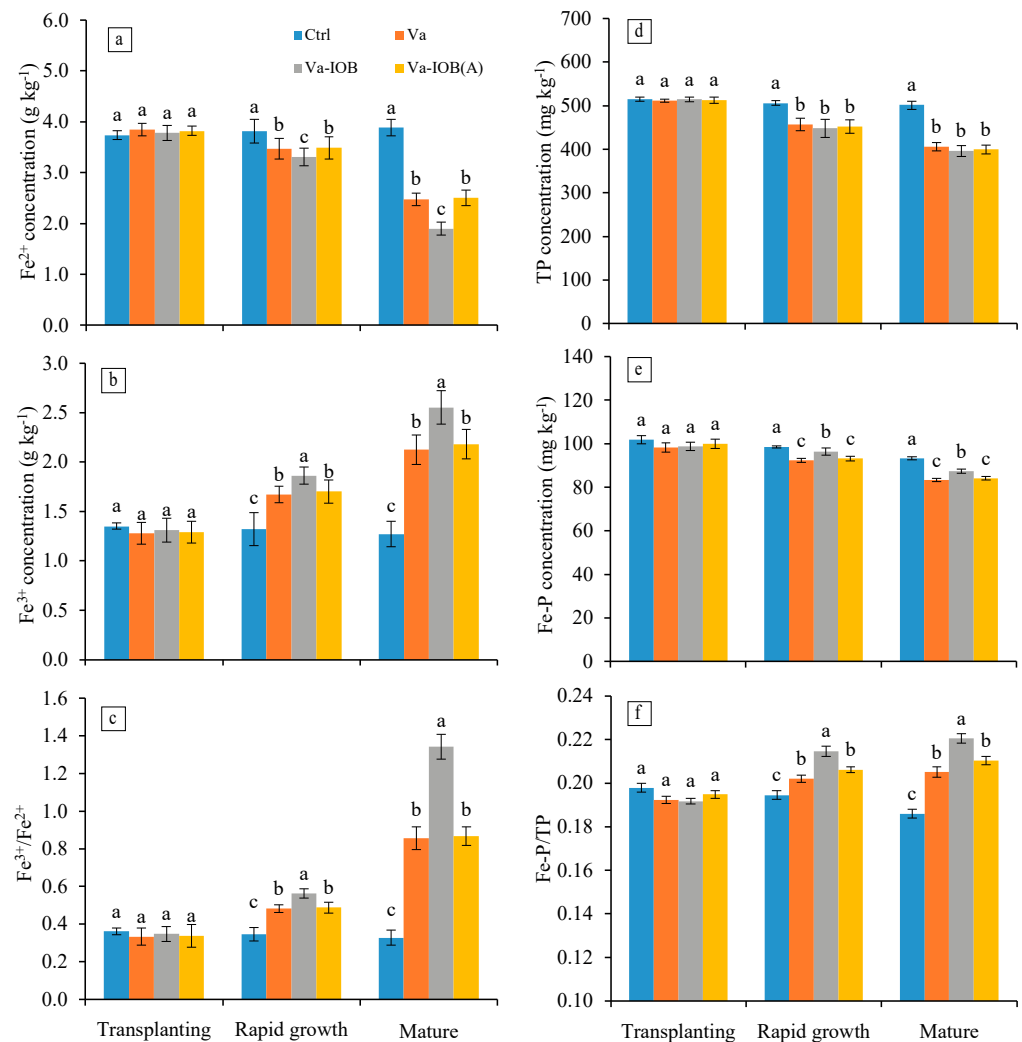 a
Ctrl
Va
Va-IOB
Va-IOB(A)
Fe²⁺ concentration (g kg⁻¹)
6.0
5.0
4.0
3.0
2.0
1.0
0.0
a a a a
a b c b
a b c b
d
TP concentration (mg kg⁻¹)
700
600
500
400
300
200
100
0
a a a a
a b b b
a b b b
b
Fe³⁺ concentration (g kg⁻¹)
3.0
2.5
2.0
1.5
1.0
0.5
0.0
a a a a
c b a b
c b a b
e
Fe-P concentration (mg kg⁻¹)
140
120
100
80
60
40
20
0
a a a a
a c b c
a c b c
c
Fe³⁺/Fe²⁺
1.6
1.4
1.2
1.0
0.8
0.6
0.4
0.2
0.0
a a a a
c b a b
c b a b
Transplanting Rapid growth Mature
f
Fe-P/TP
0.24
0.22
0.20
0.18
0.16
0.14
0.12
0.10
a a a a
c b a b
c b a b
Transplanting Rapid growth Mature